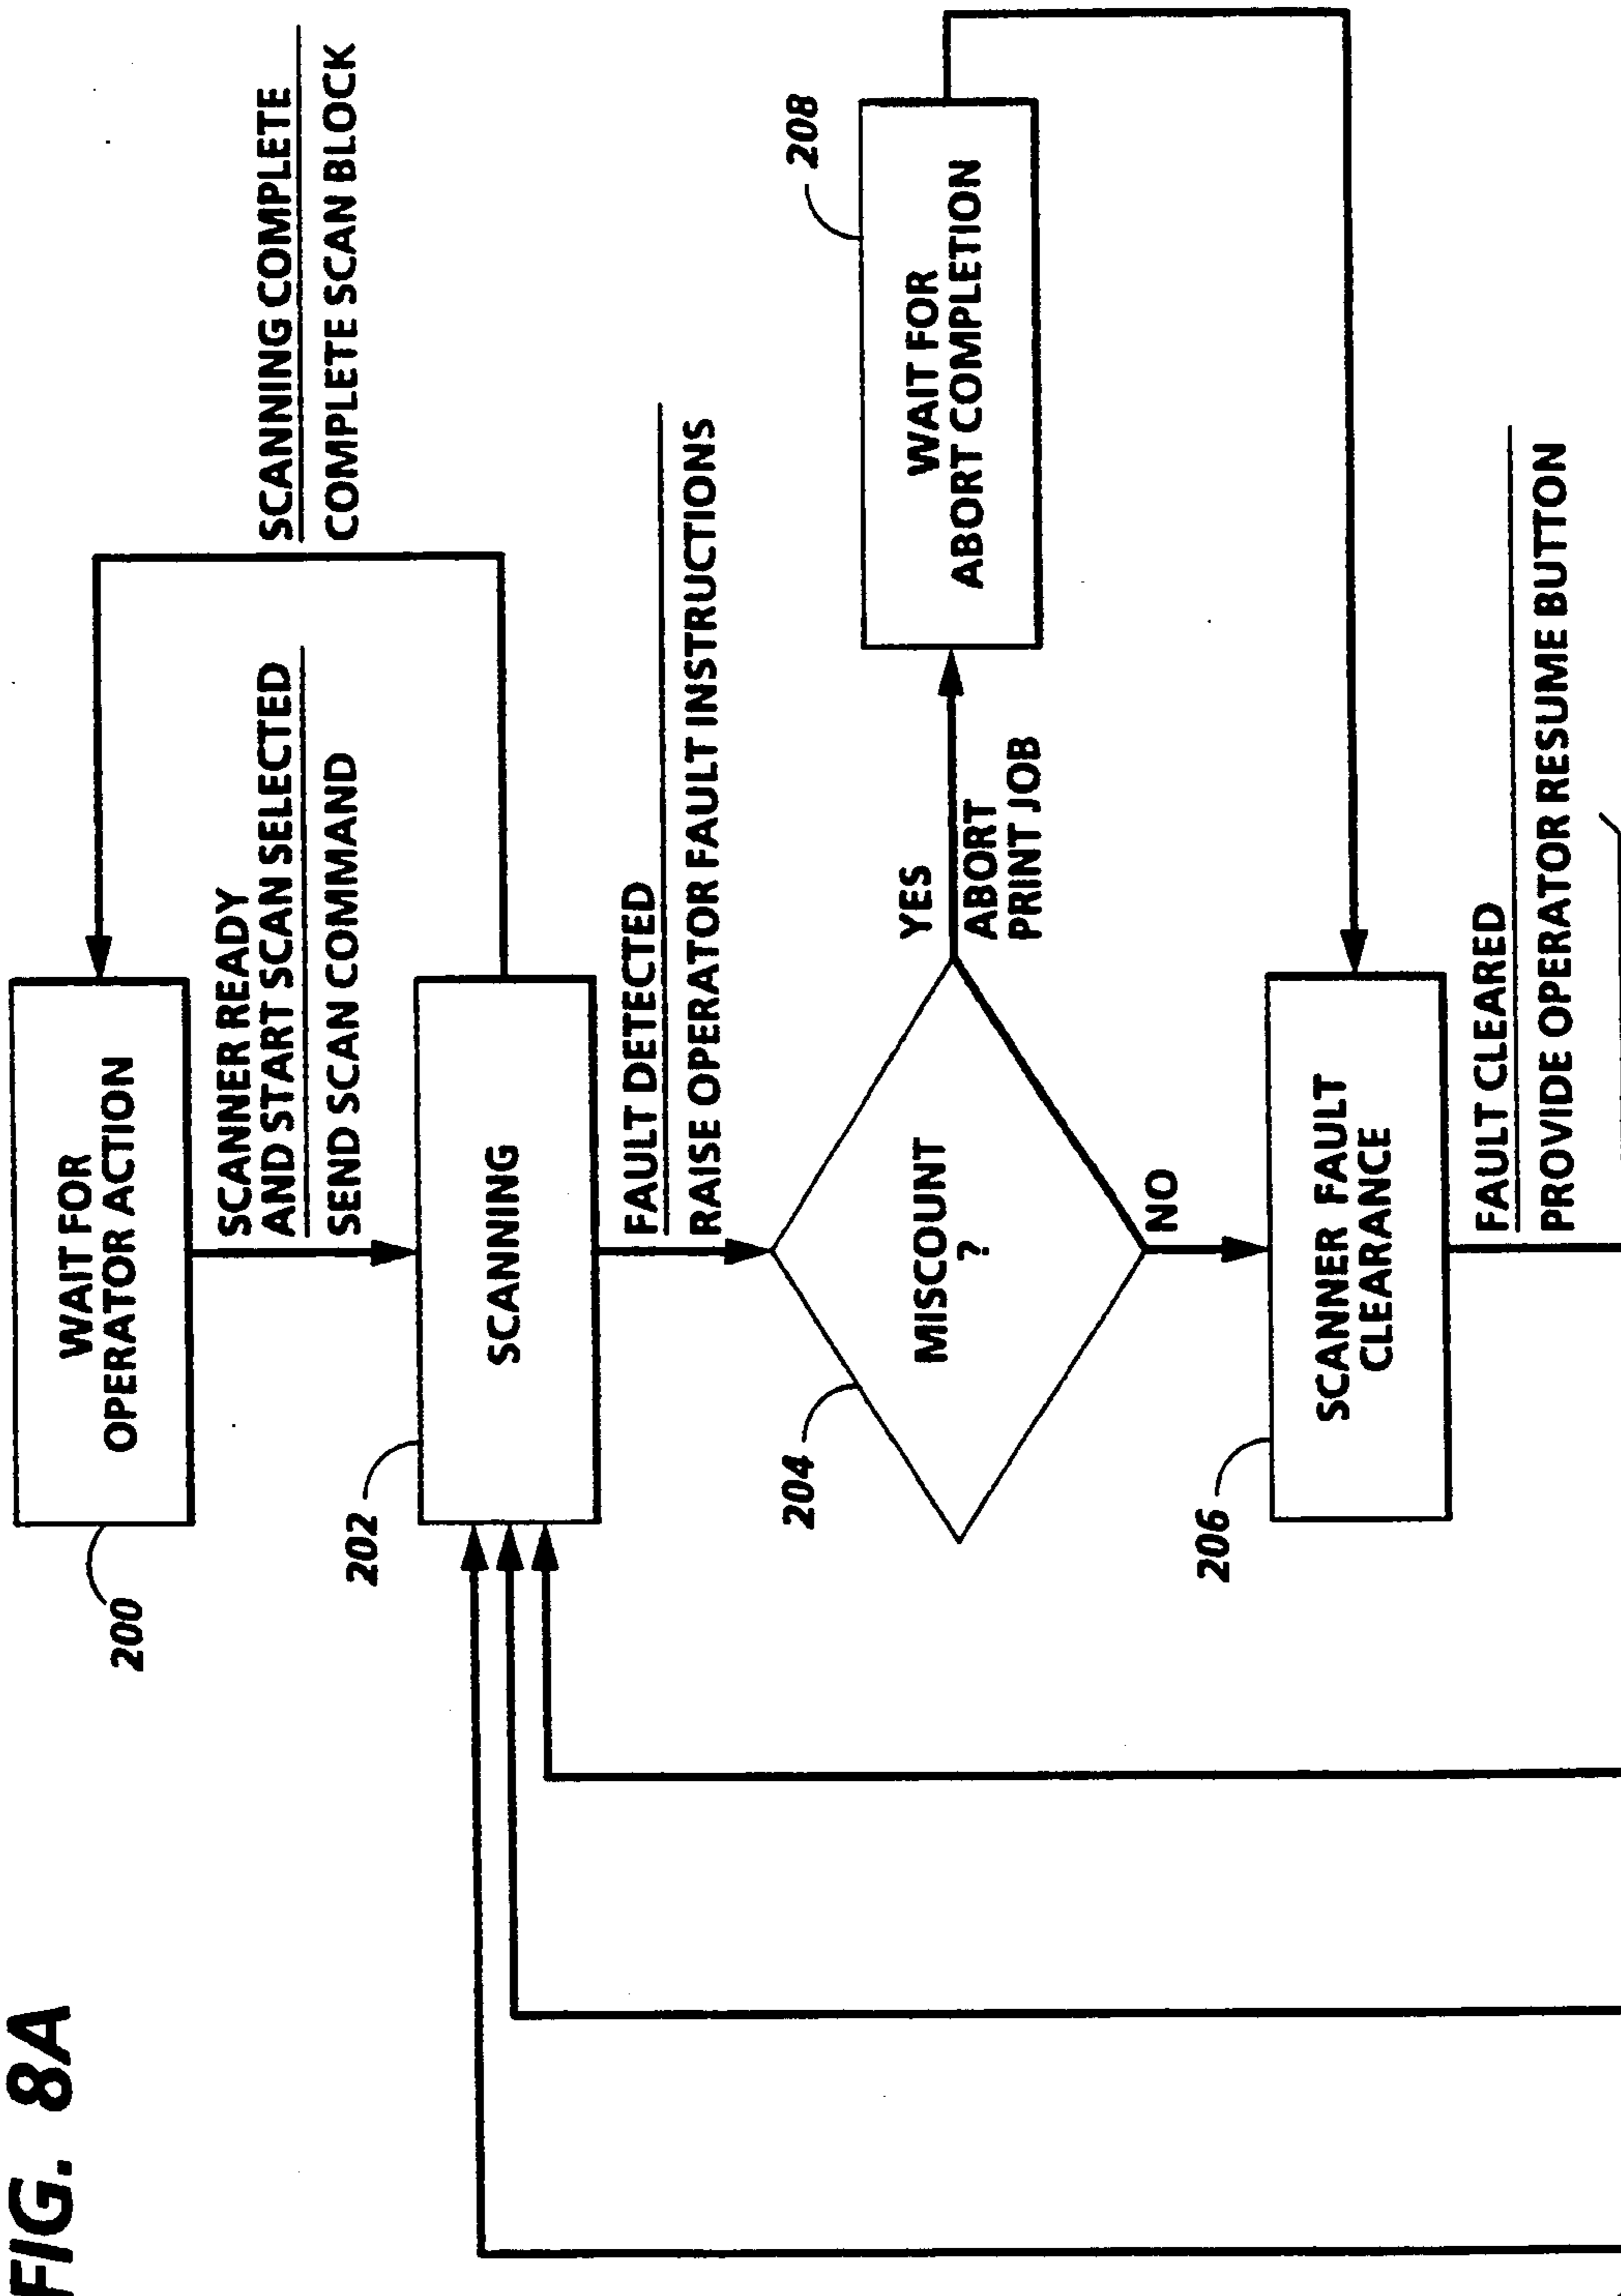 FIG. 8A
200
WAIT FOR
OPERATOR ACTION
SCANNER READY
AND START SCAN SELECTED
SEND SCAN COMMAND
SCANNING COMPLETE
COMPLETE SCAN BLOCK
202
SCANNING
FAULT DETECTED
RAISE OPERATOR FAULT INSTRUCTIONS
204
MISCOUNT
?
YES
ABORT
PRINT JOB
208
WAIT FOR
ABORT COMPLETION
NO
206
SCANNER FAULT
CLEARANCE
FAULT CLEARED
PROVIDE OPERATOR RESUME BUTTON